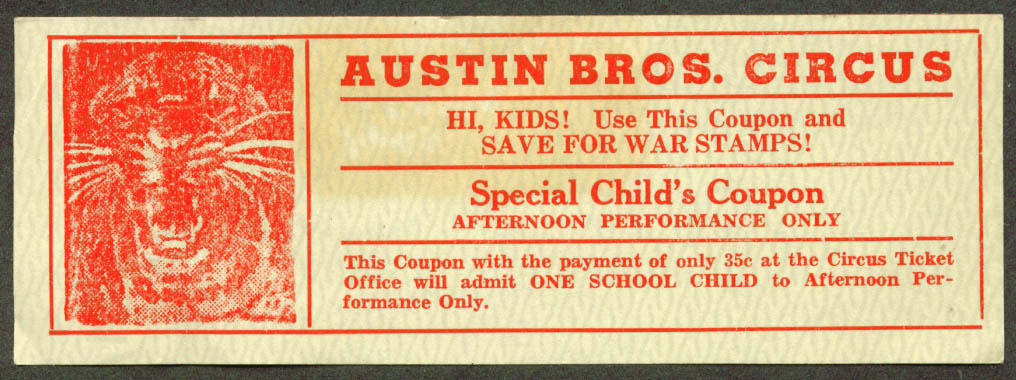 AUSTIN BROS. CIRCUS
HI, KIDS! Use This Coupon and
SAVE FOR WAR STAMPS!
Special Child's Coupon
AFTERNOON PERFORMANCE ONLY
This Coupon with the payment of only 35c at the Circus Ticket
Office will admit ONE SCHOOL CHILD to Afternoon Per-
formance Only.